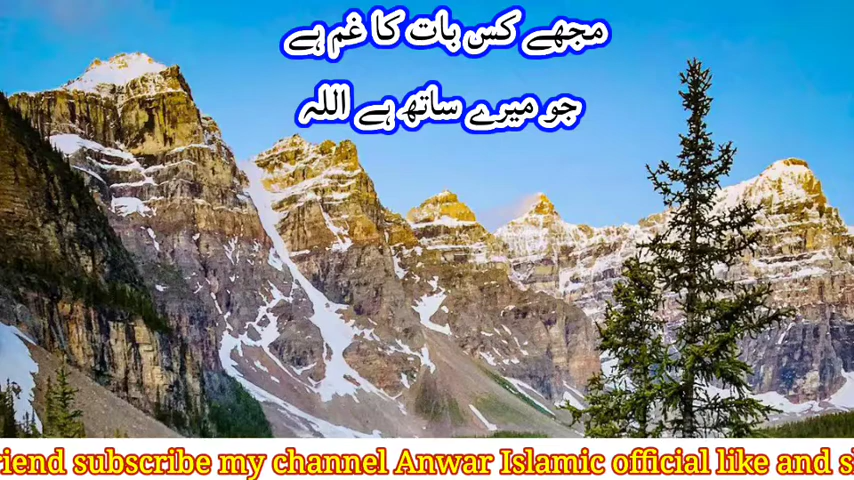 مجھے کس بات کا غم ہے
جو میرے ساتھ ہے اللہ
subscribe my channel Anwar Islamic official like and